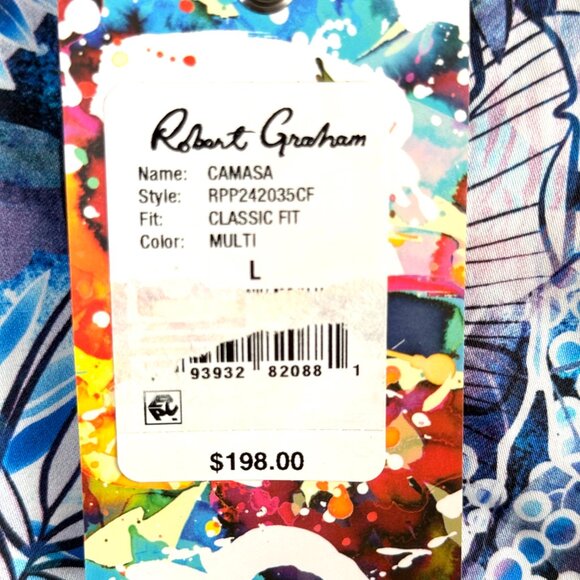 Robert Graham
Name: CAMASA
Style: RPP242035CF
Fit: CLASSIC FIT
Color: MULTI
L
93932 82088 1
$198.00